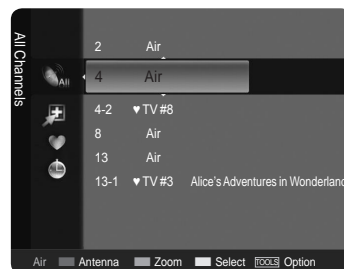 All Channels
2 Air
All
4 Air
4-2 ♥ TV #8
8 Air
13 Air
13-1 ♥ TV #3 Alice's Adventures in Wonderland
Air Antenna Zoom Select TOOLS Option